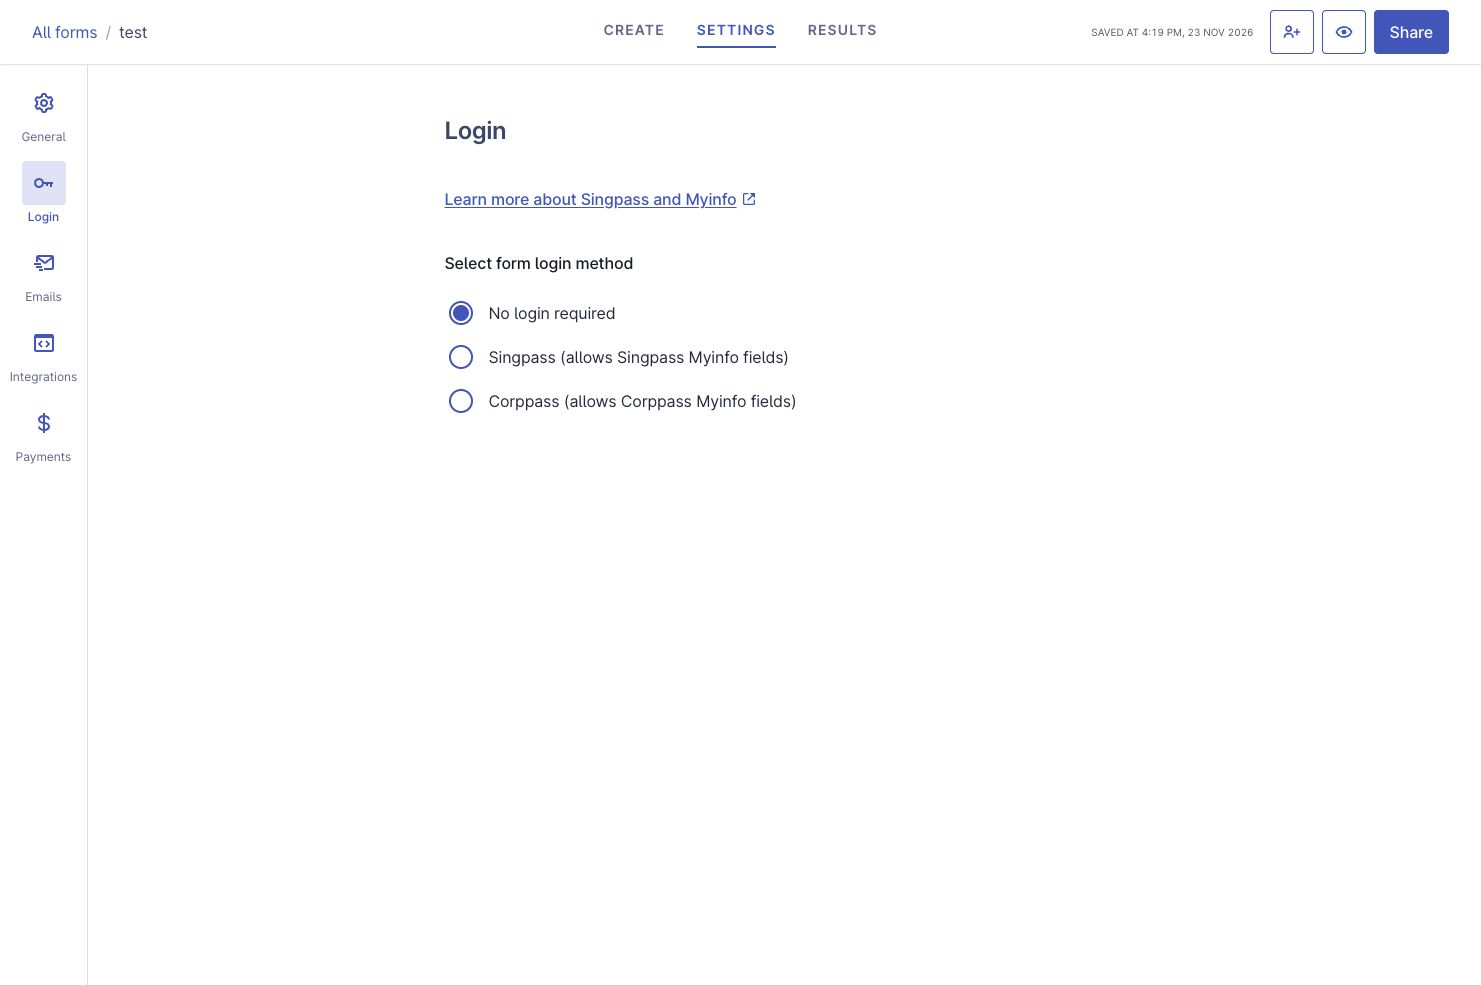 All forms / test
CREATE SETTINGS RESULTS
SAVED AT 4:19 PM, 23 NOV 2026
Share
General
Login
Emails
Integrations
Payments
Login
Learn more about Singpass and Myinfo
Select form login method
No login required
Singpass (allows Singpass Myinfo fields)
Corppass (allows Corppass Myinfo fields)